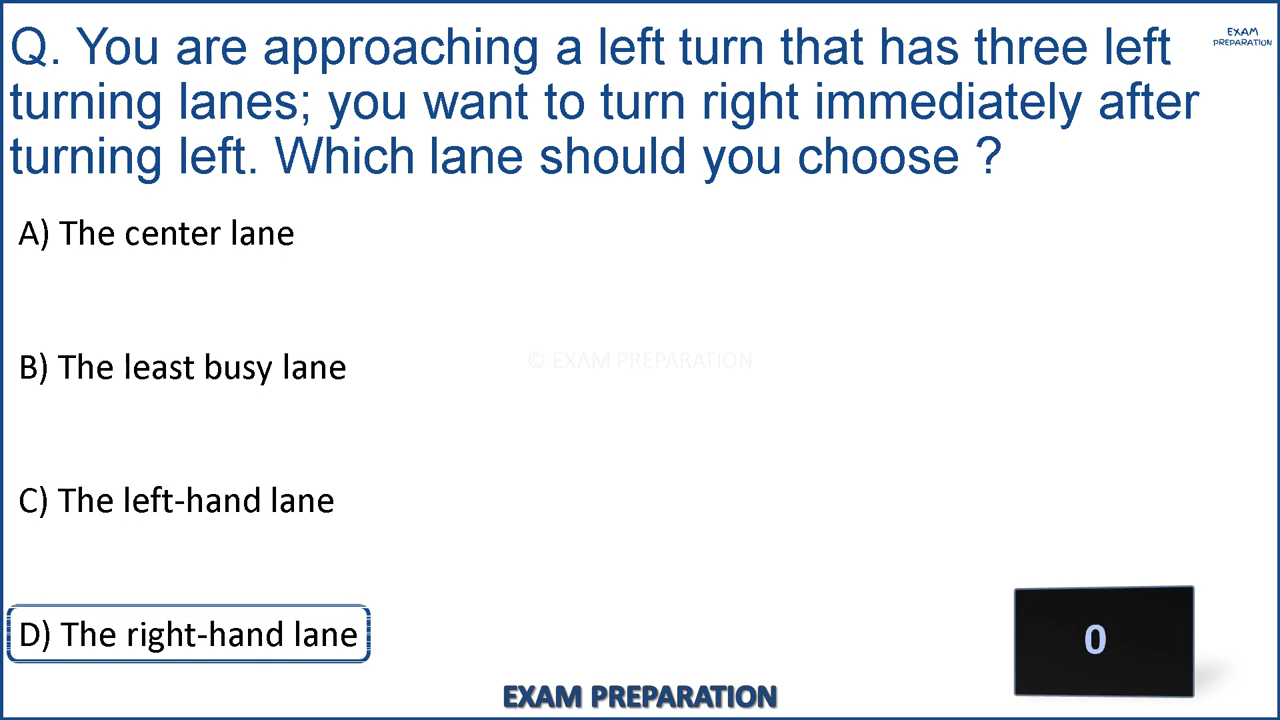 Q. You are approaching a left turn that has three left
turning lanes; you want to turn right immediately after
turning left. Which lane should you choose ?
EXAM
PREPARATION
A) The center lane
B) The least busy lane
© EXAM PREPARATION
C) The left-hand lane
D) The right-hand lane
0
EXAM PREPARATION